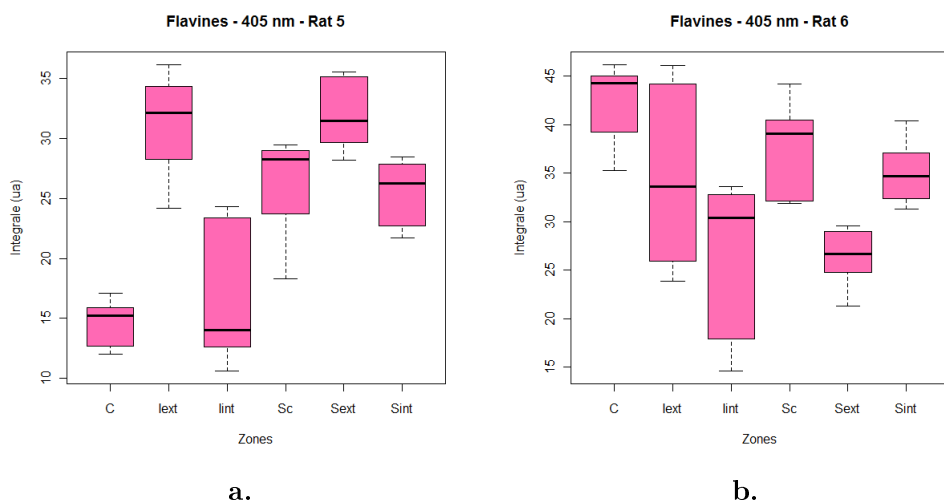 Flavines - 405 nm - Rat 5
Integrale (ua)
35
30
25
20
15
10
C Iext Iint Sc Sext Sint
Zones
a.
Flavines - 405 nm - Rat 6
Integrale (ua)
45
40
35
30
25
20
15
C Iext Iint Sc Sext Sint
Zones
b.